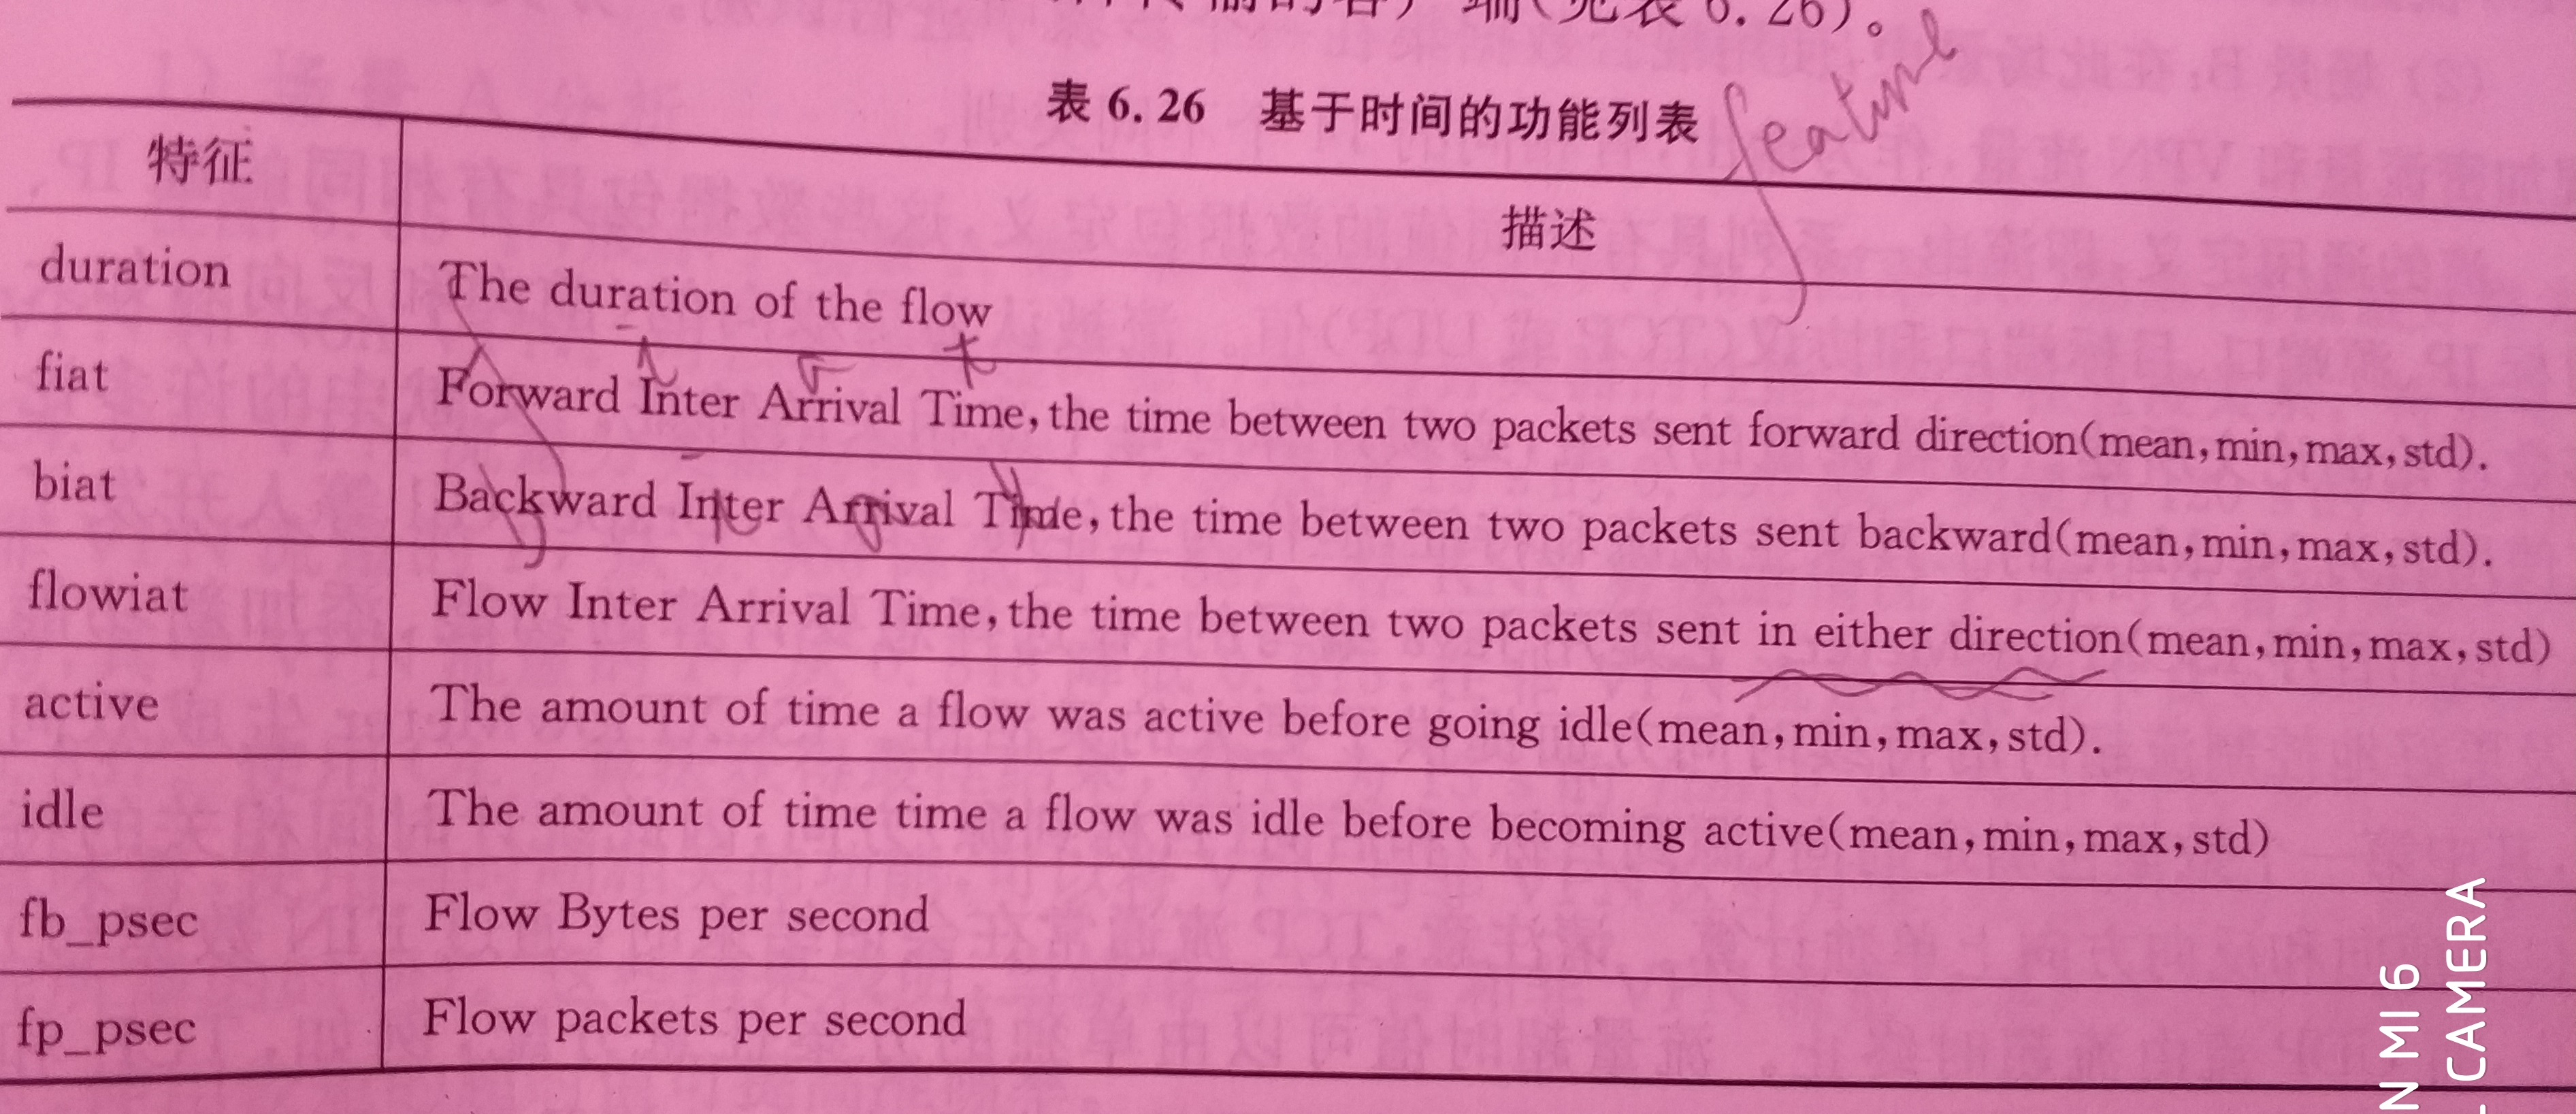 端(见表 6.26)。
表 6.26 基于时间的功能列表
feature
特征 描述
duration The duration of the flow
fiat Forward Inter Arrival Time, the time between two packets sent forward direction(mean, min, max, std).
biat Backward Inter Arrival Time, the time between two packets sent backward(mean, min, max, std).
flowiat Flow Inter Arrival Time, the time between two packets sent in either direction(mean, min, max, std)
active The amount of time a flow was active before going idle(mean, min, max, std).
idle The amount of time time a flow was idle before becoming active(mean, min, max, std)
fb_psec Flow Bytes per second
fp_psec Flow packets per second
N MI 6
CAMERA